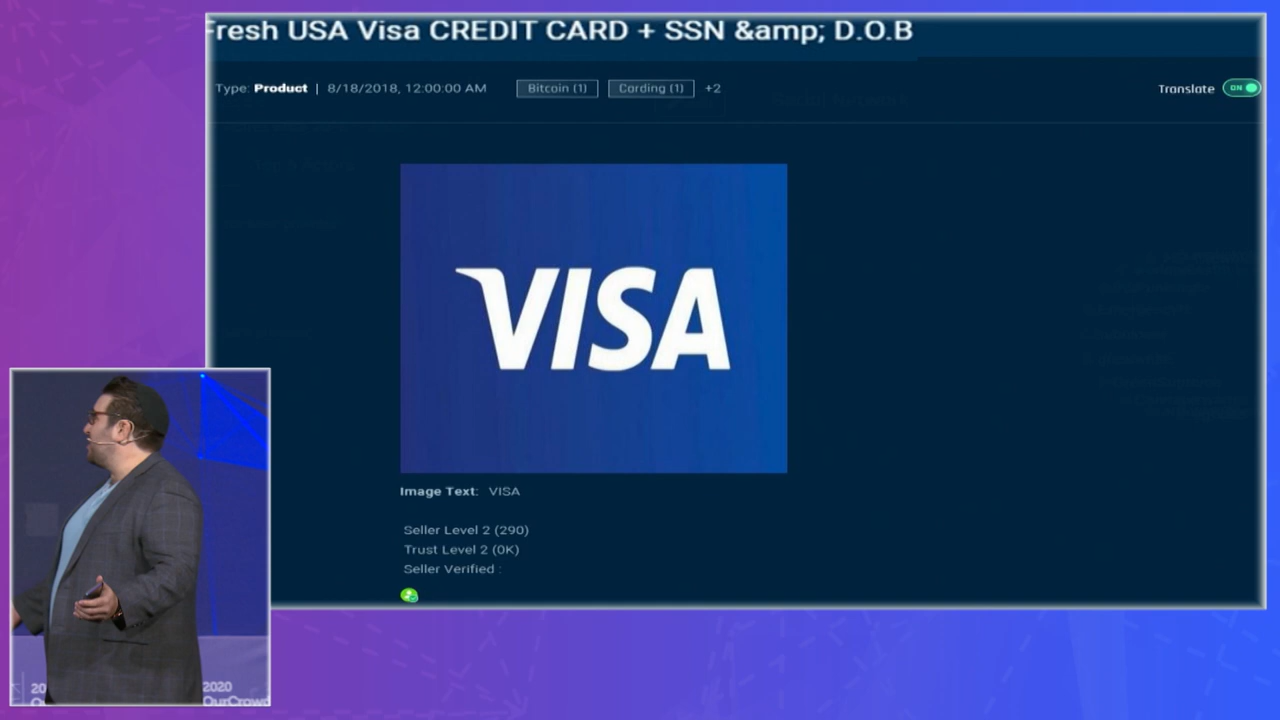 Fresh USA Visa CREDIT CARD + SSN &amp; D.O.B
Type: Product | 8/18/2018, 12:00:00 AM Bitcoin (1) Carding (1) +2 Translate ON
VISA
Image Text: VISA
Seller Level 2 (290)
Trust Level 2 (0K)
Seller Verified :
2020
OurCrowd